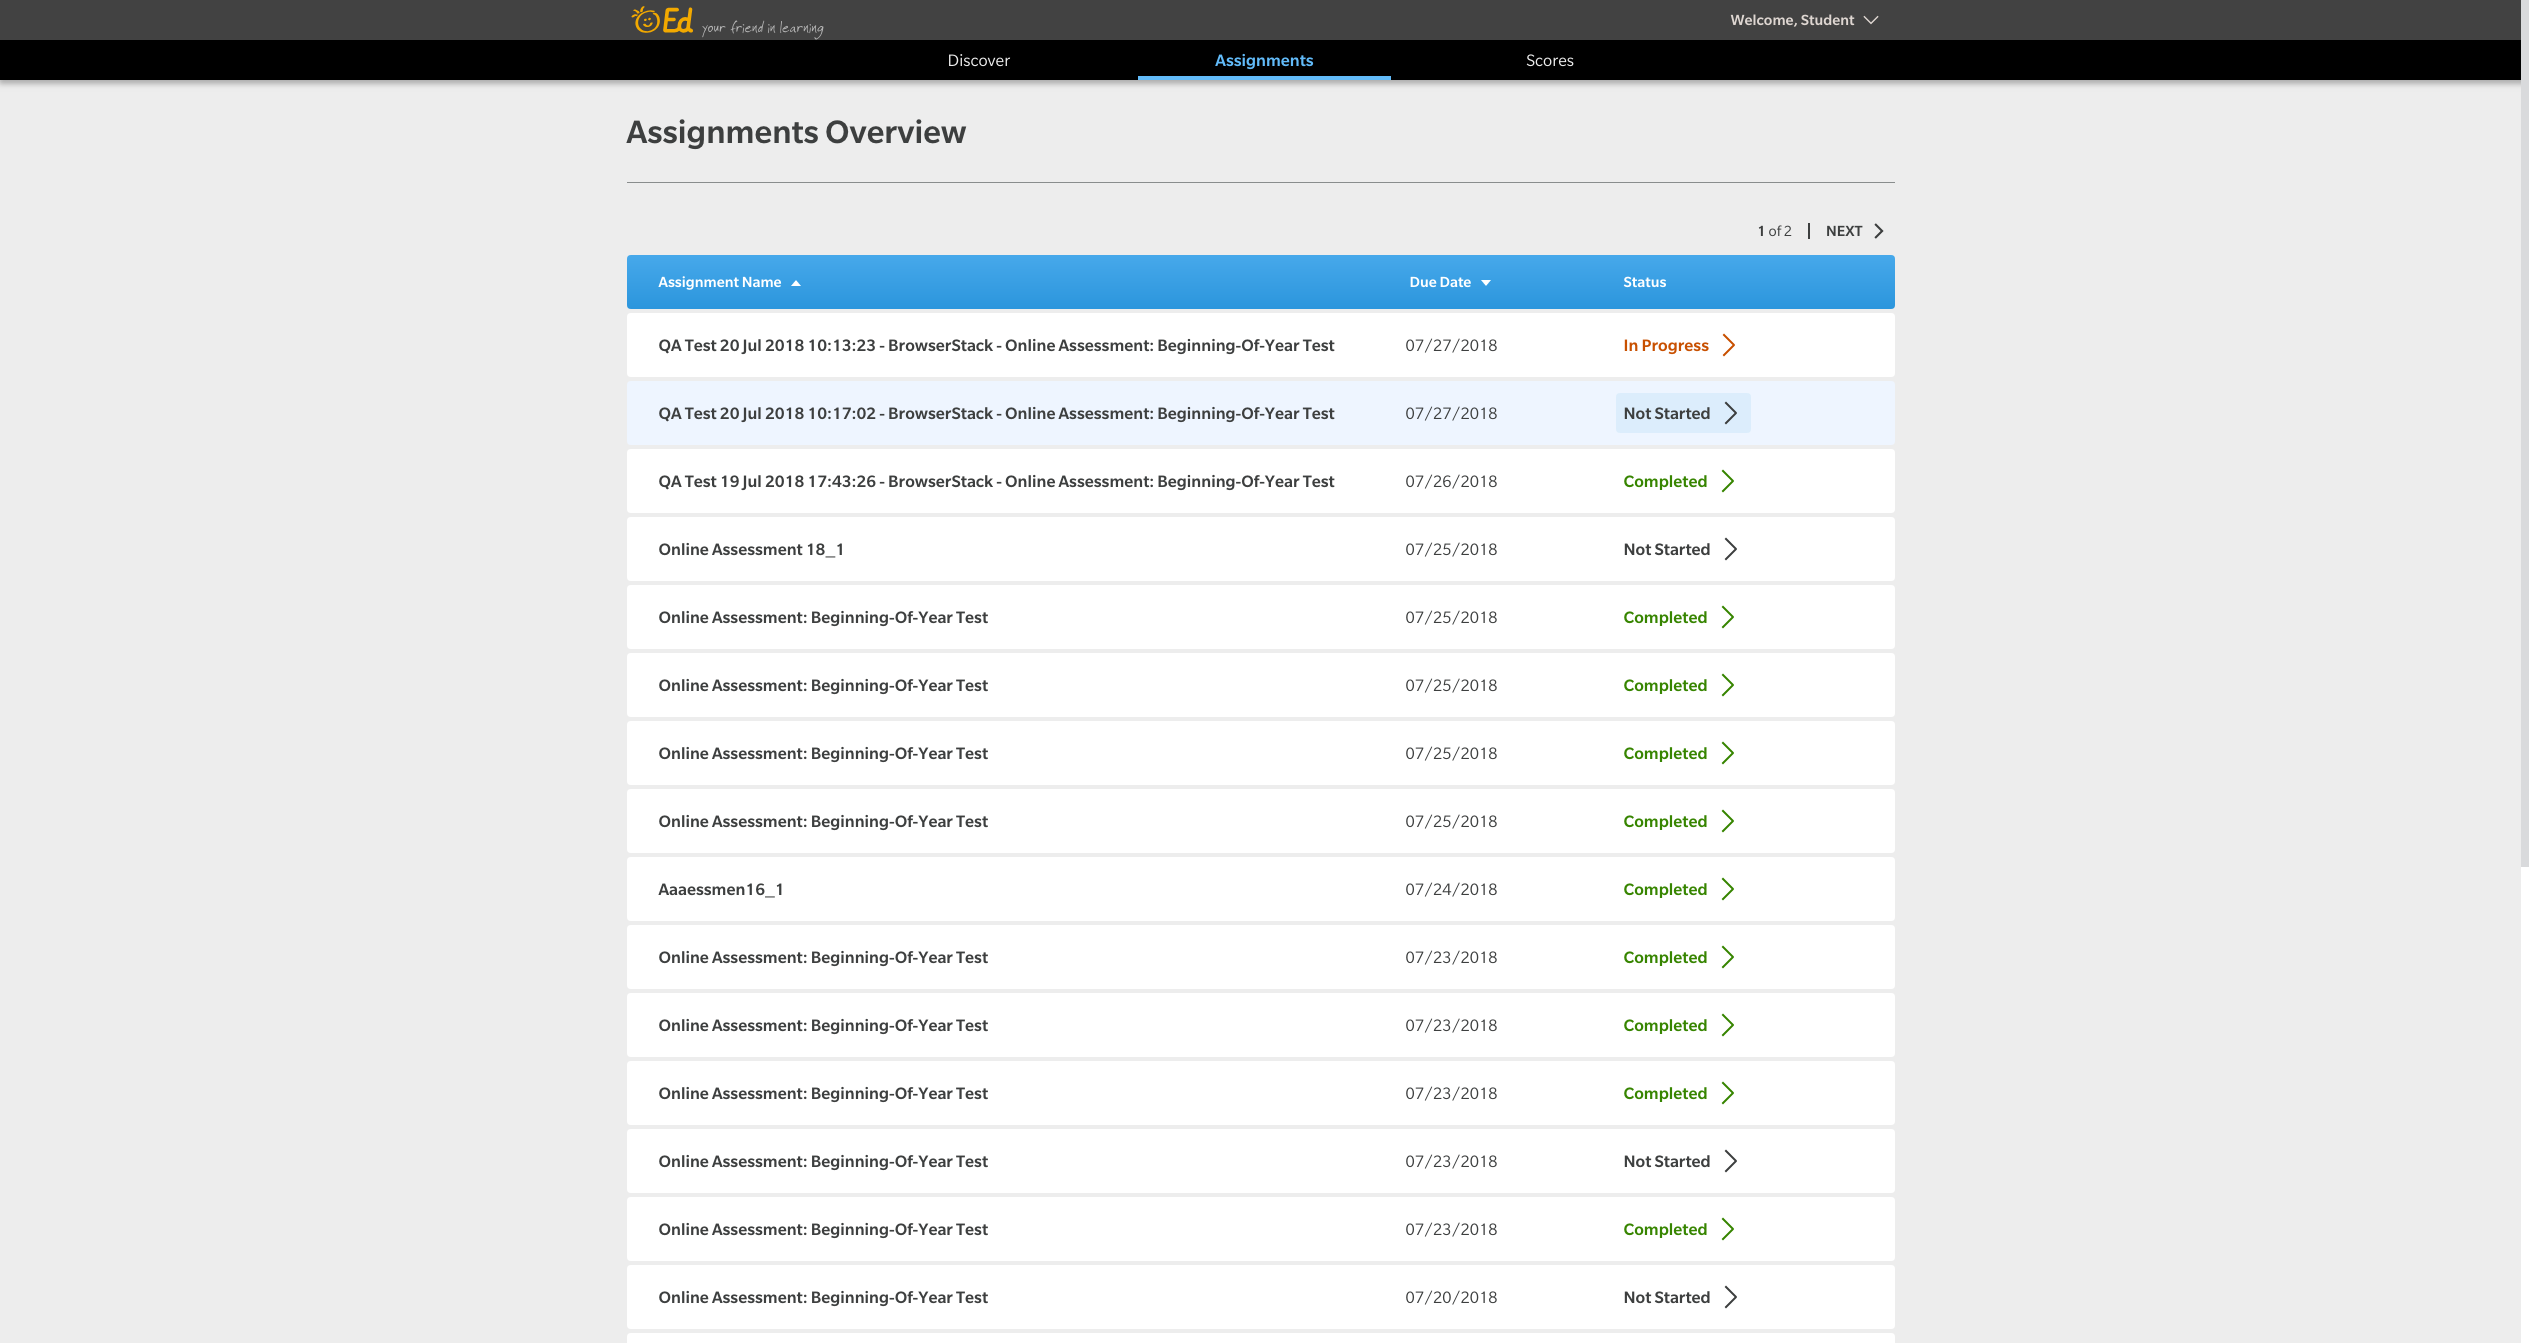 Ed your friend in learning
Welcome, Student
Discover Assignments Scores
Assignments Overview
1 of 2 | NEXT
Assignment Name Due Date Status
QA Test 20 Jul 2018 10:13:23 - BrowserStack - Online Assessment: Beginning-Of-Year Test 07/27/2018 In Progress
QA Test 20 Jul 2018 10:17:02 - BrowserStack - Online Assessment: Beginning-Of-Year Test 07/27/2018 Not Started
QA Test 19 Jul 2018 17:43:26 - BrowserStack - Online Assessment: Beginning-Of-Year Test 07/26/2018 Completed
Online Assessment 18_1 07/25/2018 Not Started
Online Assessment: Beginning-Of-Year Test 07/25/2018 Completed
Online Assessment: Beginning-Of-Year Test 07/25/2018 Completed
Online Assessment: Beginning-Of-Year Test 07/25/2018 Completed
Online Assessment: Beginning-Of-Year Test 07/25/2018 Completed
Aaaessmen16_1 07/24/2018 Completed
Online Assessment: Beginning-Of-Year Test 07/23/2018 Completed
Online Assessment: Beginning-Of-Year Test 07/23/2018 Completed
Online Assessment: Beginning-Of-Year Test 07/23/2018 Completed
Online Assessment: Beginning-Of-Year Test 07/23/2018 Not Started
Online Assessment: Beginning-Of-Year Test 07/23/2018 Completed
Online Assessment: Beginning-Of-Year Test 07/20/2018 Not Started